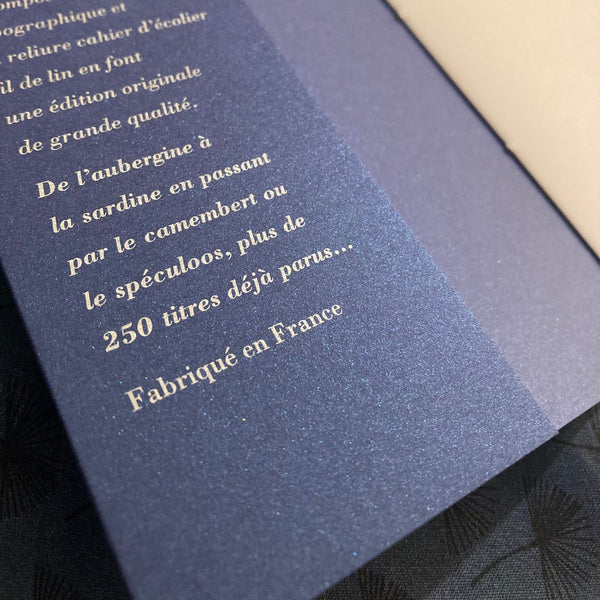 ographique et
reliure cahier d'écolier
il de lin en font
une édition originale
de grande qualité.
De l'aubergine à
la sardine en passant
par le camembert ou
le spéculoos, plus de
250 titres déjà parus...
Fabriqué en France